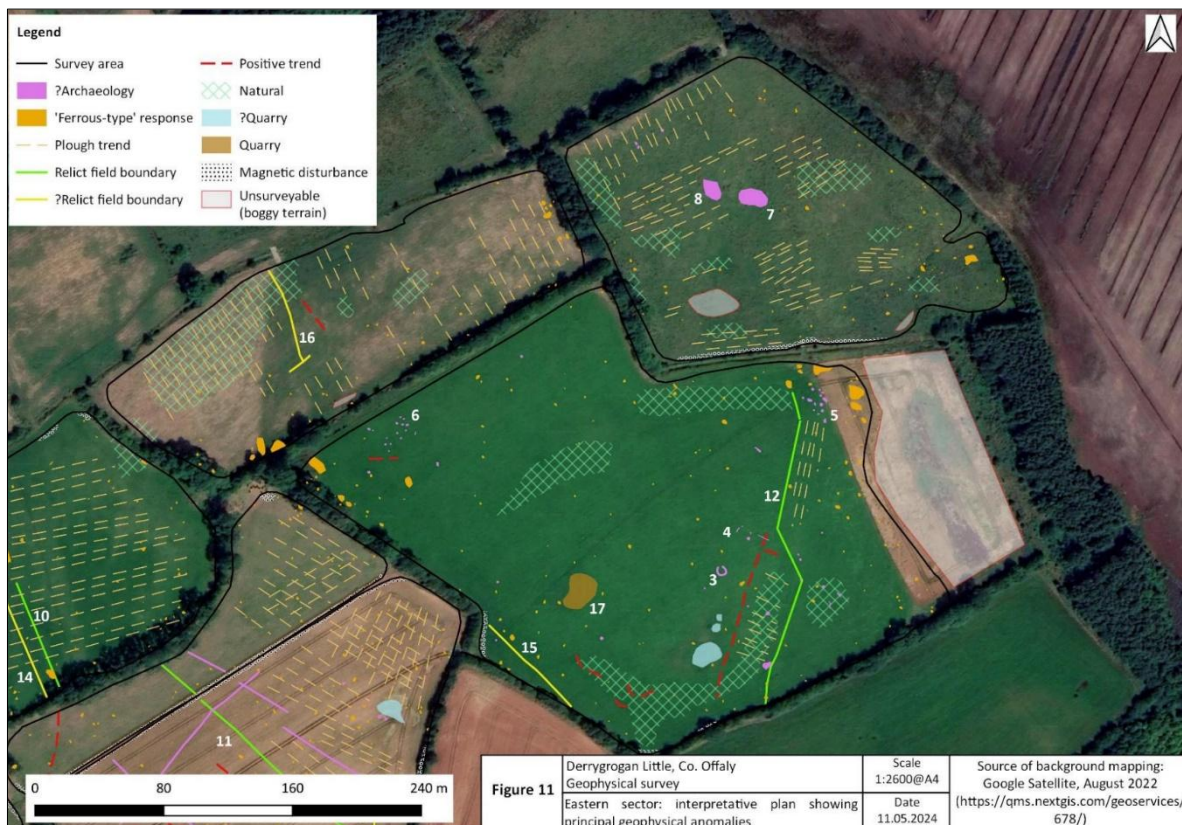 Legend
Survey area
?Archaeology
'Ferrous-type' response
Plough trend
Relict field boundary
?Relict field boundary
Positive trend
Natural
?Quarry
Quarry
Magnetic disturbance
Unsurveyable
(boggy terrain)
8
7
16
6
5
12
4
3
17
15
10
14
11
0
80
160
240 m
Figure 11
Derrygrogan Little, Co. Offaly
Geophysical survey
Eastern sector: interpretative plan showing
principal geophysical anomalies
Scale
1:2600@A4
Date
11.05.2024
Source of background mapping:
Google Satellite, August 2022
(https://qms.nextgis.com/geoservices/
678/)